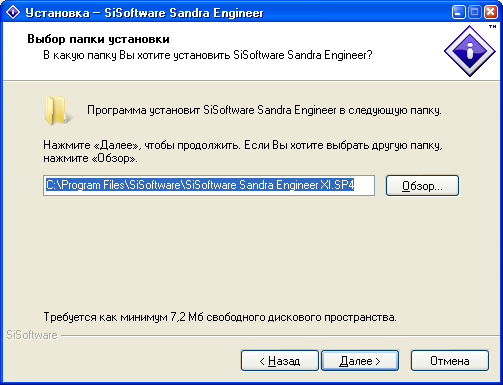 Установка – SiSoftware Sandra Engineer
Выбор папки установки
В какую папку Вы хотите установить SiSoftware Sandra Engineer?
TM
Программа установит SiSoftware Sandra Engineer в следующую папку.
Нажмите «Далее», чтобы продолжить. Если Вы хотите выбрать другую папку,
нажмите «Обзор».
C:\Program Files\SiSoftware\SiSoftware Sandra Engineer XI.SP4
Обзор...
Требуется как минимум 7,2 Мб свободного дискового пространства.
SiSoftware
< Назад
Далее >
Отмена